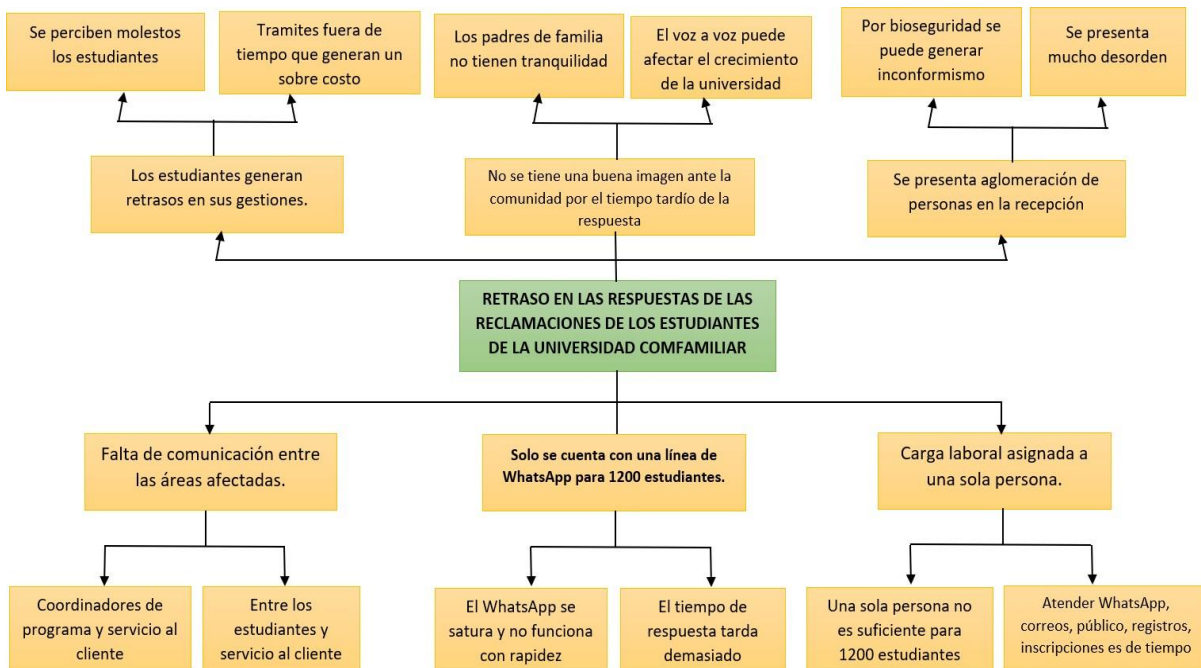 Se perciben molestos
los estudiantes
Tramites fuera de
tiempo que generan un
sobre costo
Los padres de familia
no tienen tranquilidad
El voz a voz puede
afectar el crecimiento
de la universidad
Por bioseguridad se
puede generar
inconformismo
Se presenta
mucho desorden
Los estudiantes generan
retrasos en sus gestiones.
No se tiene una buena imagen ante la
comunidad por el tiempo tardío de la
respuesta
Se presenta aglomeración de
personas en la recepción
RETRASO EN LAS RESPUESTAS DE LAS
RECLAMACIONES DE LOS ESTUDIANTES
DE LA UNIVERSIDAD COMFAMILIAR
Falta de comunicación entre
las áreas afectadas.
Solo se cuenta con una línea de
WhatsApp para 1200 estudiantes.
Carga laboral asignada a
una sola persona.
Coordinadores de
programa y servicio al
cliente
Entre los
estudiantes y
servicio al cliente
El WhatsApp se
satura y no funciona
con rapidez
El tiempo de
respuesta tarda
demasiado
Una sola persona no
es suficiente para
1200 estudiantes
Atender WhatsApp,
correos, público, registros,
inscripciones es de tiempo